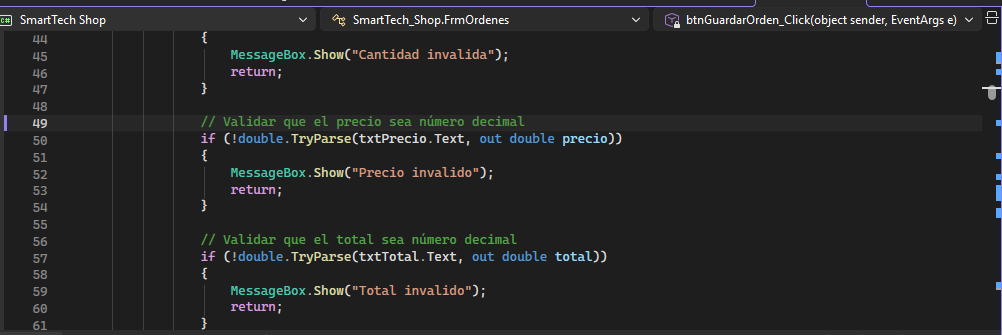 C# SmartTech Shop SmartTech_Shop.FrmOrdenes btnGuardarOrden_Click(object sender, EventArgs e)
44 {
45 MessageBox.Show("Cantidad invalida");
46 return;
47 }
48
49 // Validar que el precio sea número decimal
50 if (!double.TryParse(txtPrecio.Text, out double precio))
51 {
52 MessageBox.Show("Precio invalido");
53 return;
54 }
55
56 // Validar que el total sea número decimal
57 if (!double.TryParse(txtTotal.Text, out double total))
58 {
59 MessageBox.Show("Total invalido");
60 return;
61 }